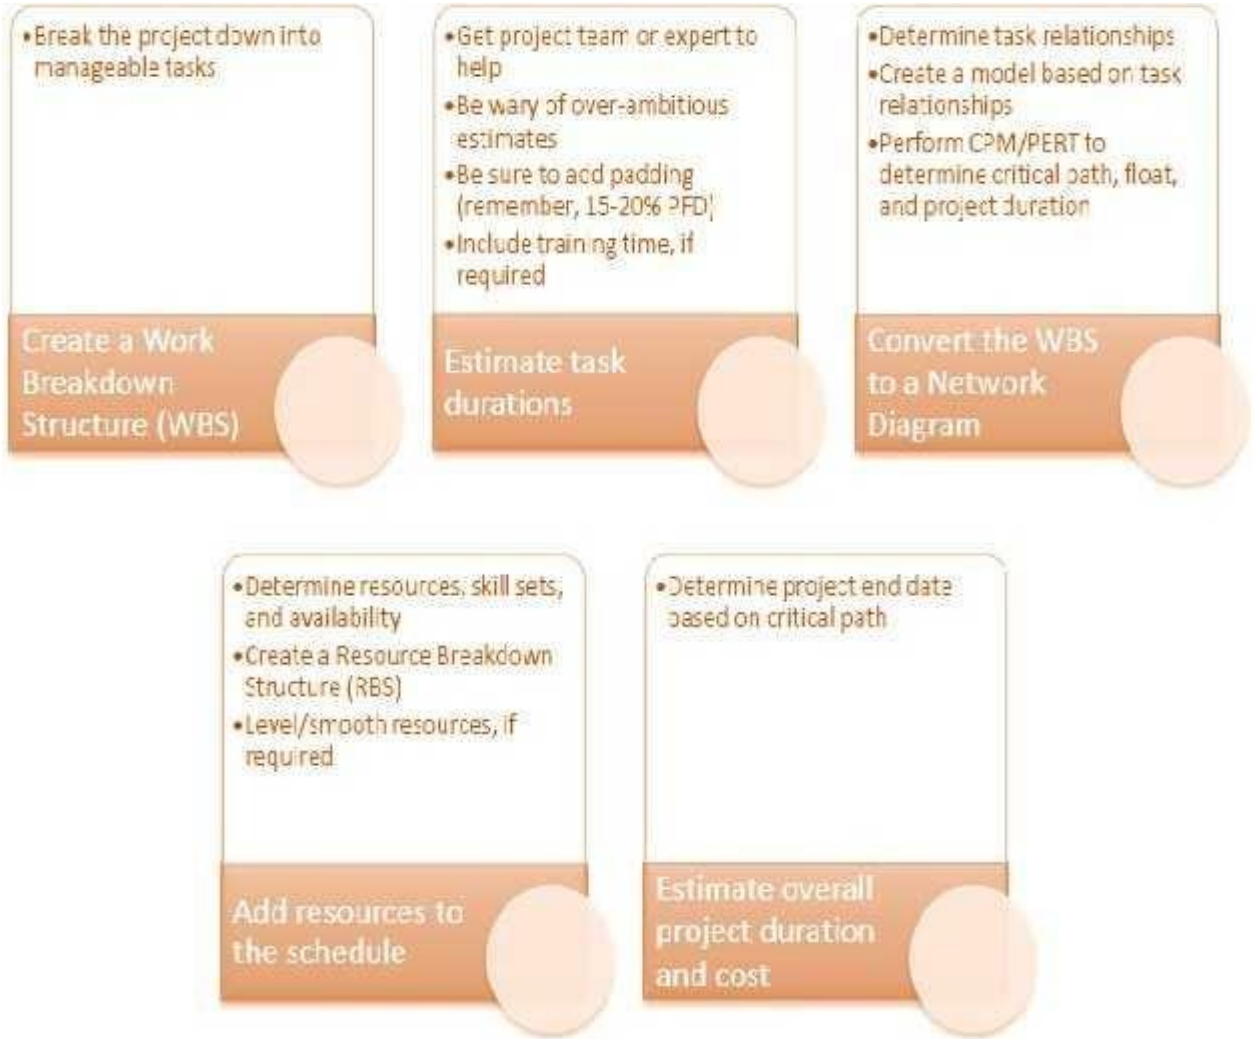 •Break the project down into
manageable tasks
Create a Work
Breakdown
Structure (WBS)
•Get project team or expert to
help
•Be wary of over-ambitious
estimates
•Be sure to add padding
(remember, 15-20% PFD)
•Include training time, if
required
Estimate task
durations
•Determine task relationships
•Create a model based on task
relationships
•Perform CPM/PERT to
determine critical path, float,
and project duration
Convert the WBS
to a Network
Diagram
•Determine resources, skill sets,
and availability
•Create a Resource Breakdown
Structure (RBS)
•Level/smooth resources, if
required
Add resources to
the schedule
•Determine project end date
based on critical path
Estimate overall
project duration
and cost